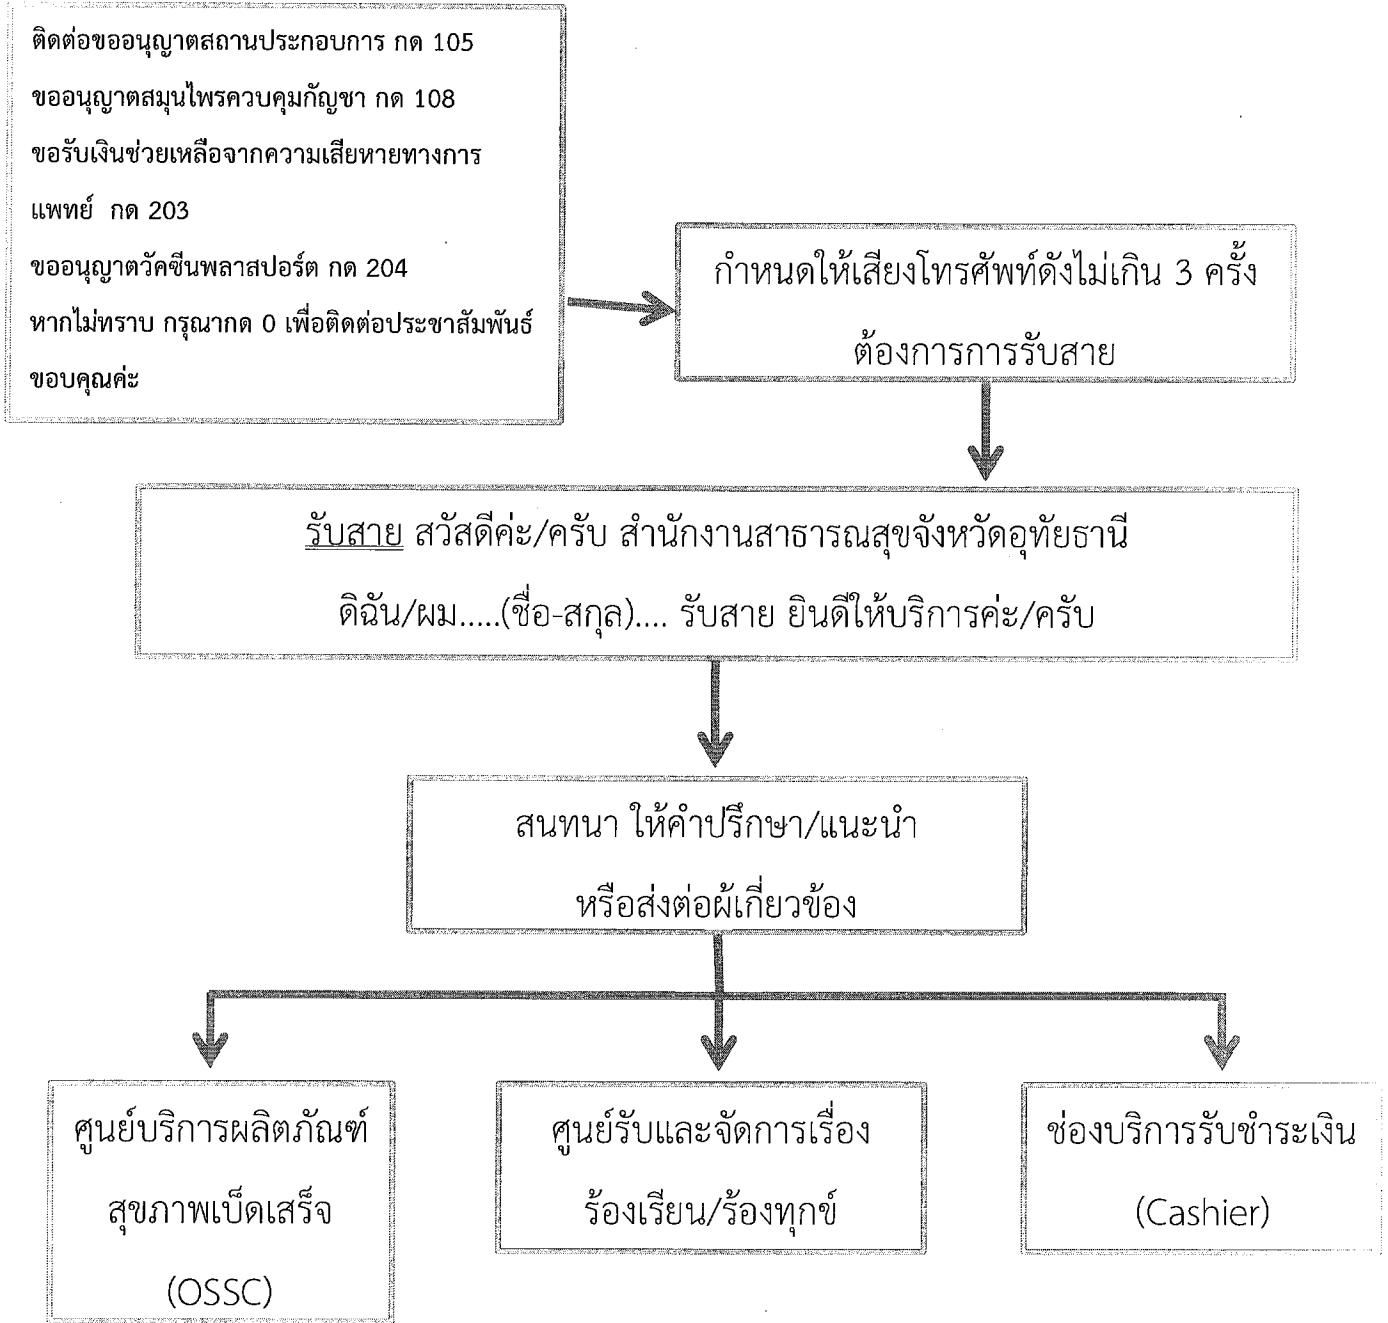 ติดต่อขออนุญาตสถานประกอบการ กด 105
ขออนุญาตสมุนไพรควบคุมกัญชา กด 108
ขอรับเงินช่วยเหลือจากความเสียหายทางการ
แพทย์ กด 203
ขออนุญาตวัคซีนพลาสปอร์ต กด 204
หากไม่ทราบ กรุณากด 0 เพื่อติดต่อประชาสัมพันธ์
ขอบคุณค่ะ
กำหนดให้เสียงโทรศัพท์ดังไม่เกิน 3 ครั้ง
ต้องการการรับสาย
รับสาย สวัสดีค่ะ/ครับ สำนักงานสาธารณสุขจังหวัดอุทัยธานี
ดิฉัน/ผม.....(ชื่อ-สกุล).... รับสาย ยินดีให้บริการค่ะ/ครับ
สนทนา ให้คำปรึกษา/แนะนำ
หรือส่งต่อผู้เกี่ยวข้อง
ศูนย์บริการผลิตภัณฑ์
สุขภาพเบ็ดเสร็จ
(OSSC)
ศูนย์รับและจัดการเรื่อง
ร้องเรียน/ร้องทุกข์
ช่องบริการรับชำระเงิน
(Cashier)